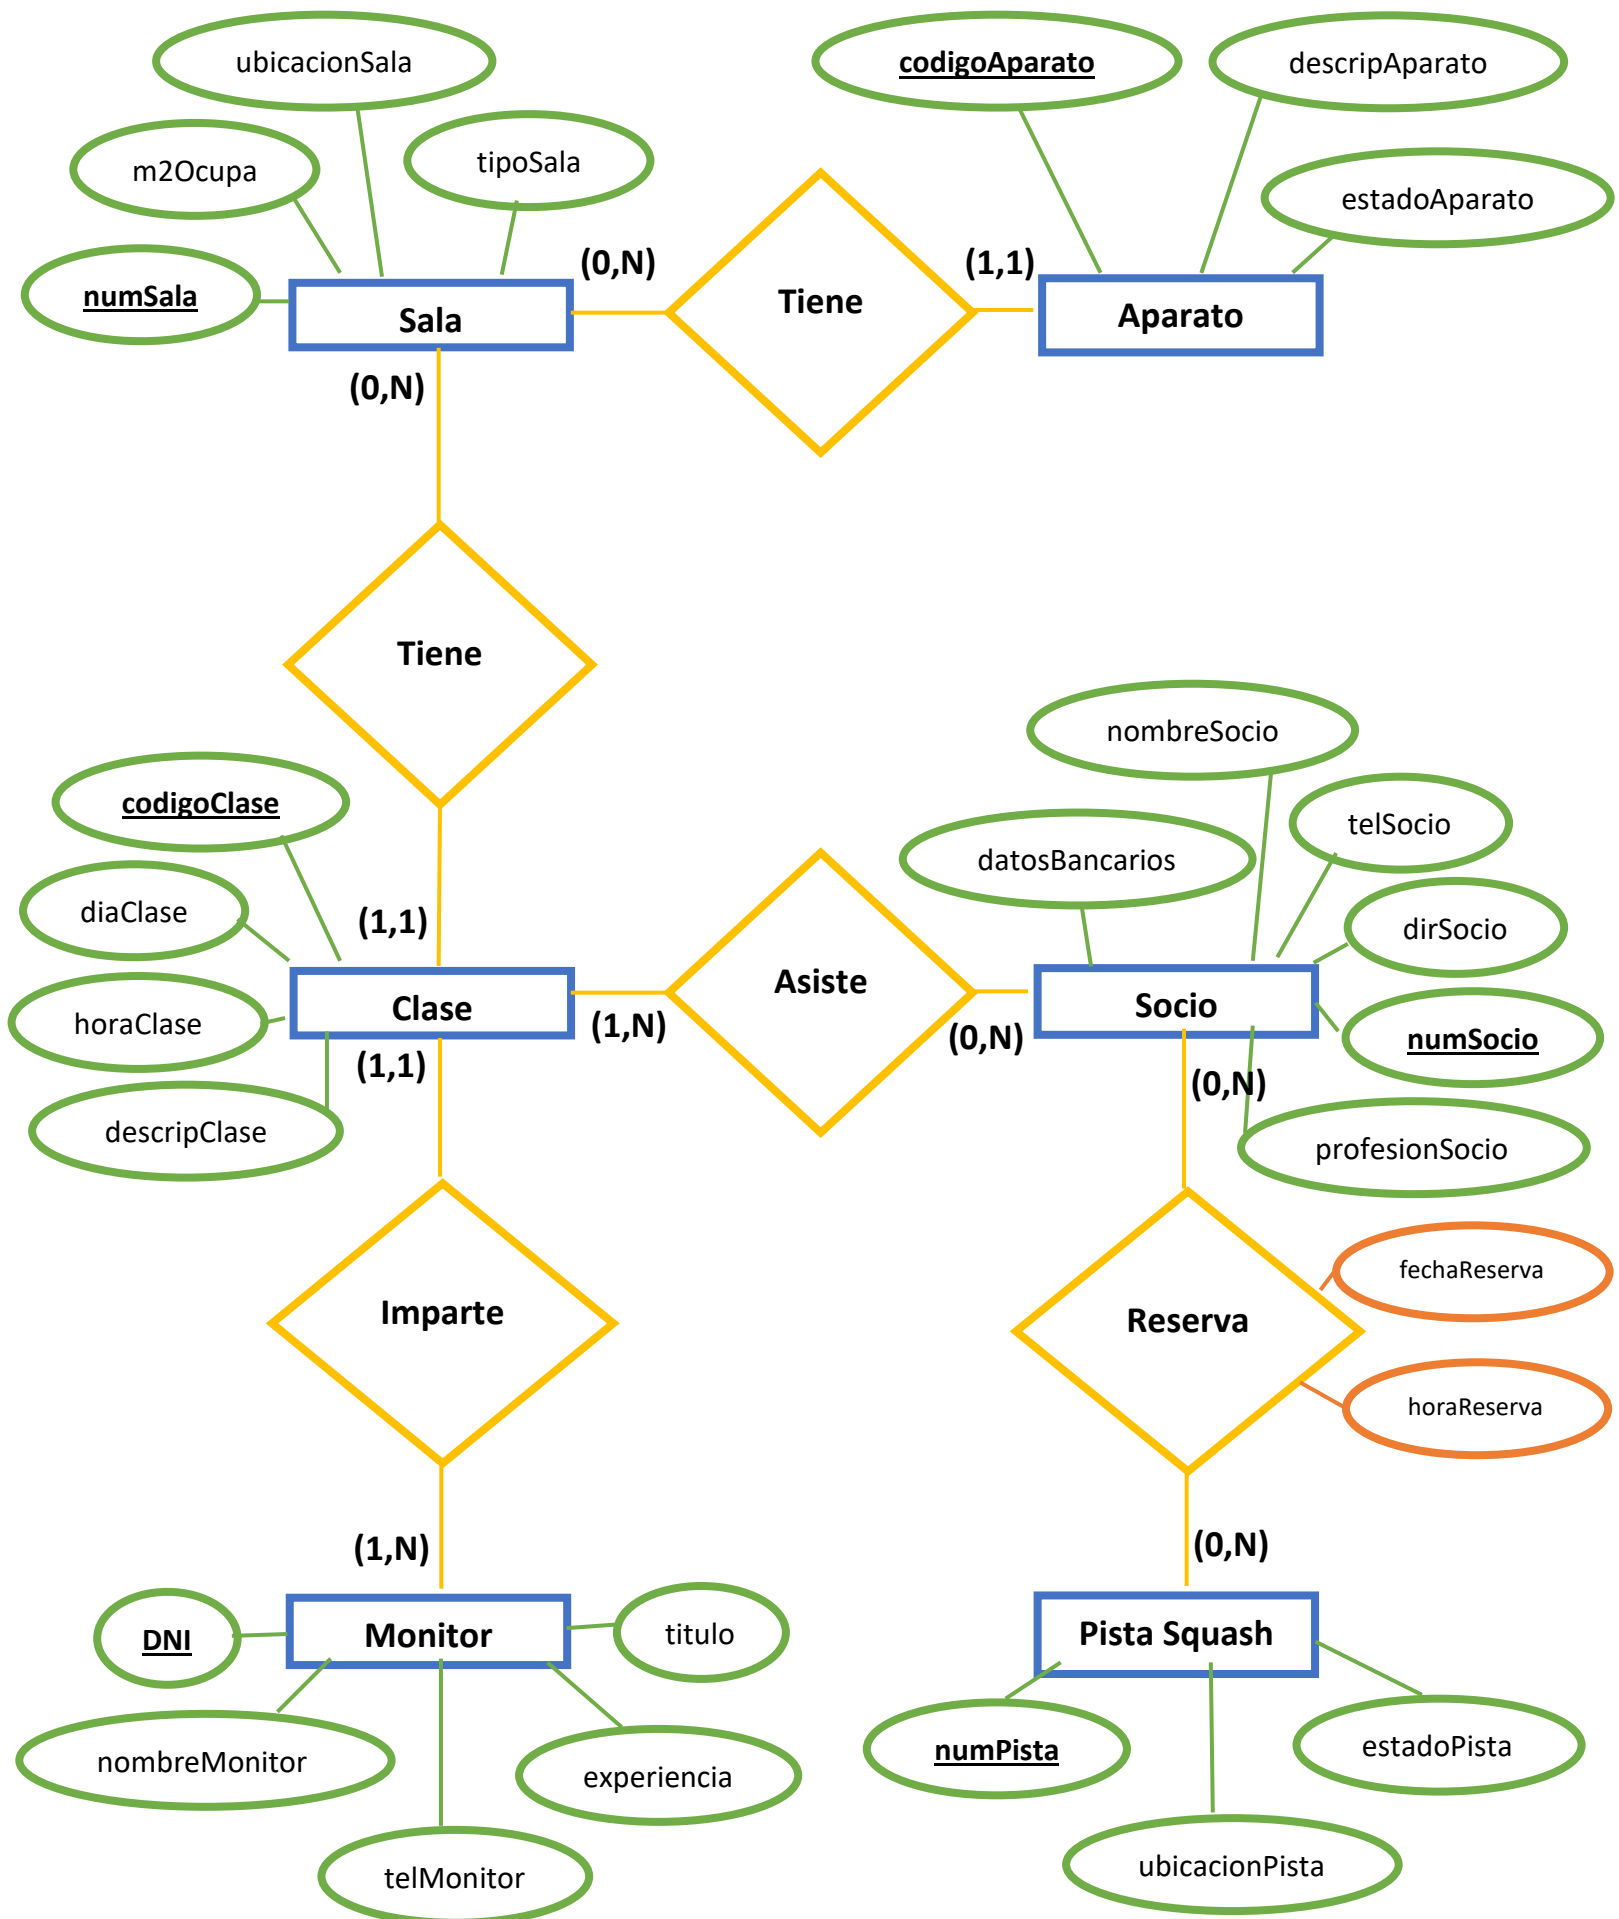 ubicacionSala
codigoAparato
descripAparato
m2Ocupa
tipoSala
estadoAparato
numSala
(0,N)
(1,1)
Sala
Tiene
Aparato
(0,N)
Tiene
nombreSocio
codigoClase
telSocio
datosBancarios
diaClase
(1,1)
dirSocio
Clase
Asiste
Socio
horaClase
(1,N)
(0,N)
numSocio
(1,1)
(0,N)
descripClase
profesionSocio
fechaReserva
Imparte
Reserva
horaReserva
(1,N)
(0,N)
DNI
Monitor
titulo
Pista Squash
nombreMonitor
experiencia
numPista
estadoPista
telMonitor
ubicacionPista